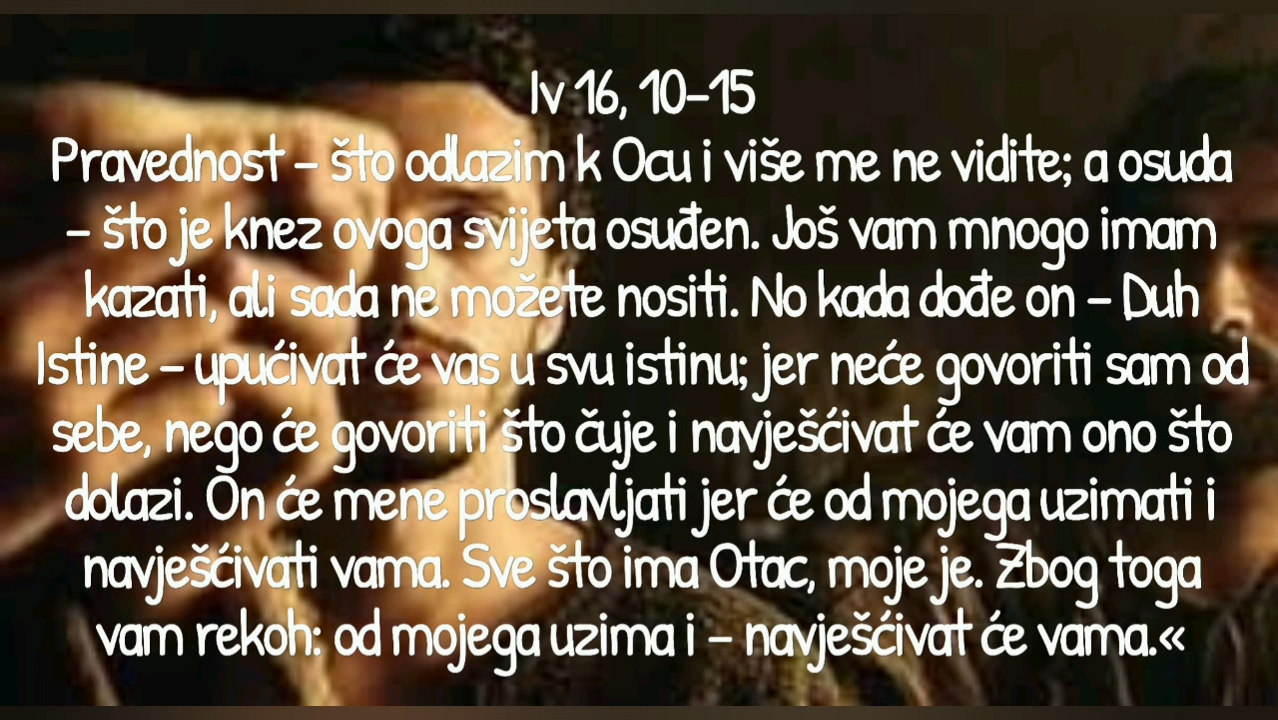 Iv 16, 10-15
Pravednost - što odlazim k Ocu i više me ne vidite; a osuda
- što je knez ovoga svijeta osuđen. Još vam mnogo imam
kazati, ali sada ne možete nositi. No kada dođe on - Duh
Istine - upućivat će vas u svu istinu; jer neće govoriti sam od
sebe, nego će govoriti što čuje i navješćivat će vam ono što
dolazi. On će mene proslavljati jer će od mojega uzimati i
navješćivati vama. Sve što ima Otac, moje je. Zbog toga
vam rekoh: od mojega uzima i - navješćivat će vama.«